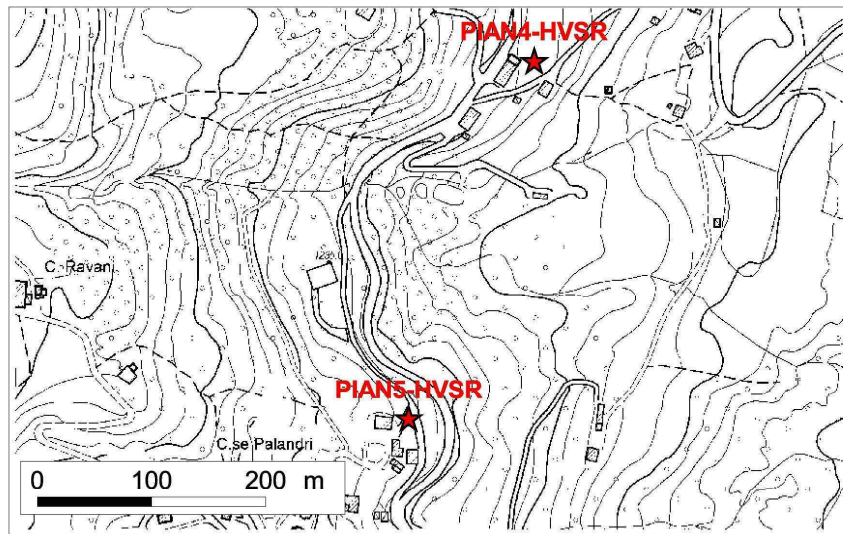 PIAN4-HVSR
C. Ravani
PIAN5-HVSR
C.se Palandri
0 100 200 m